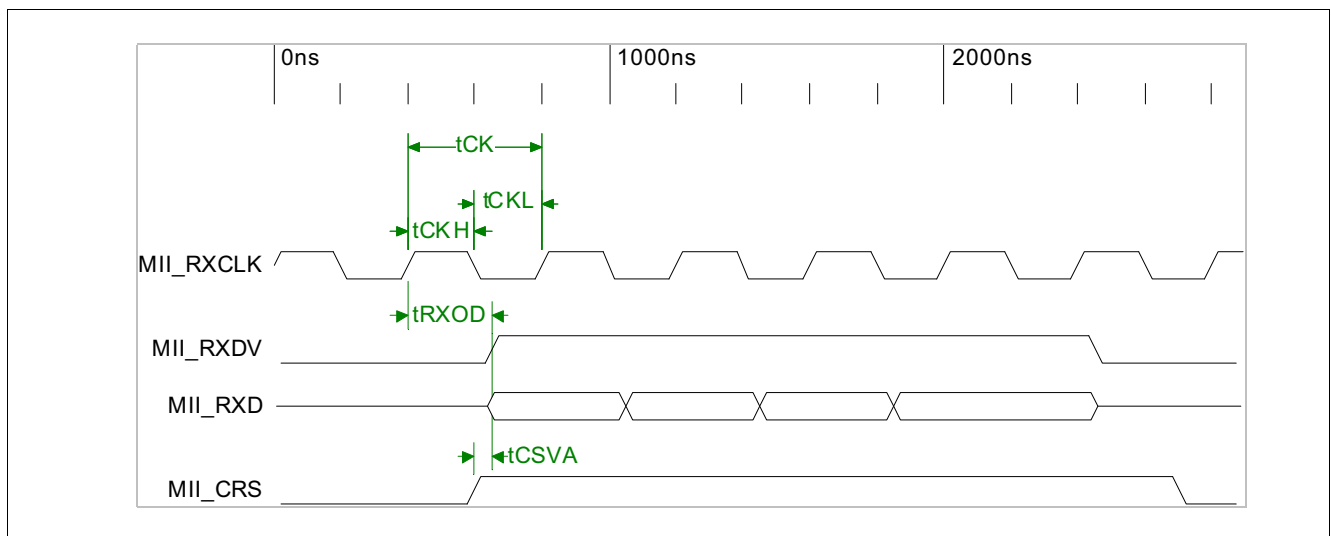 0ns 1000ns 2000ns
tCK
tCKL
tCKH
MII_RXCLK
tRXOD
MII_RXDV
MII_RXD
tCSVA
MII_CRS